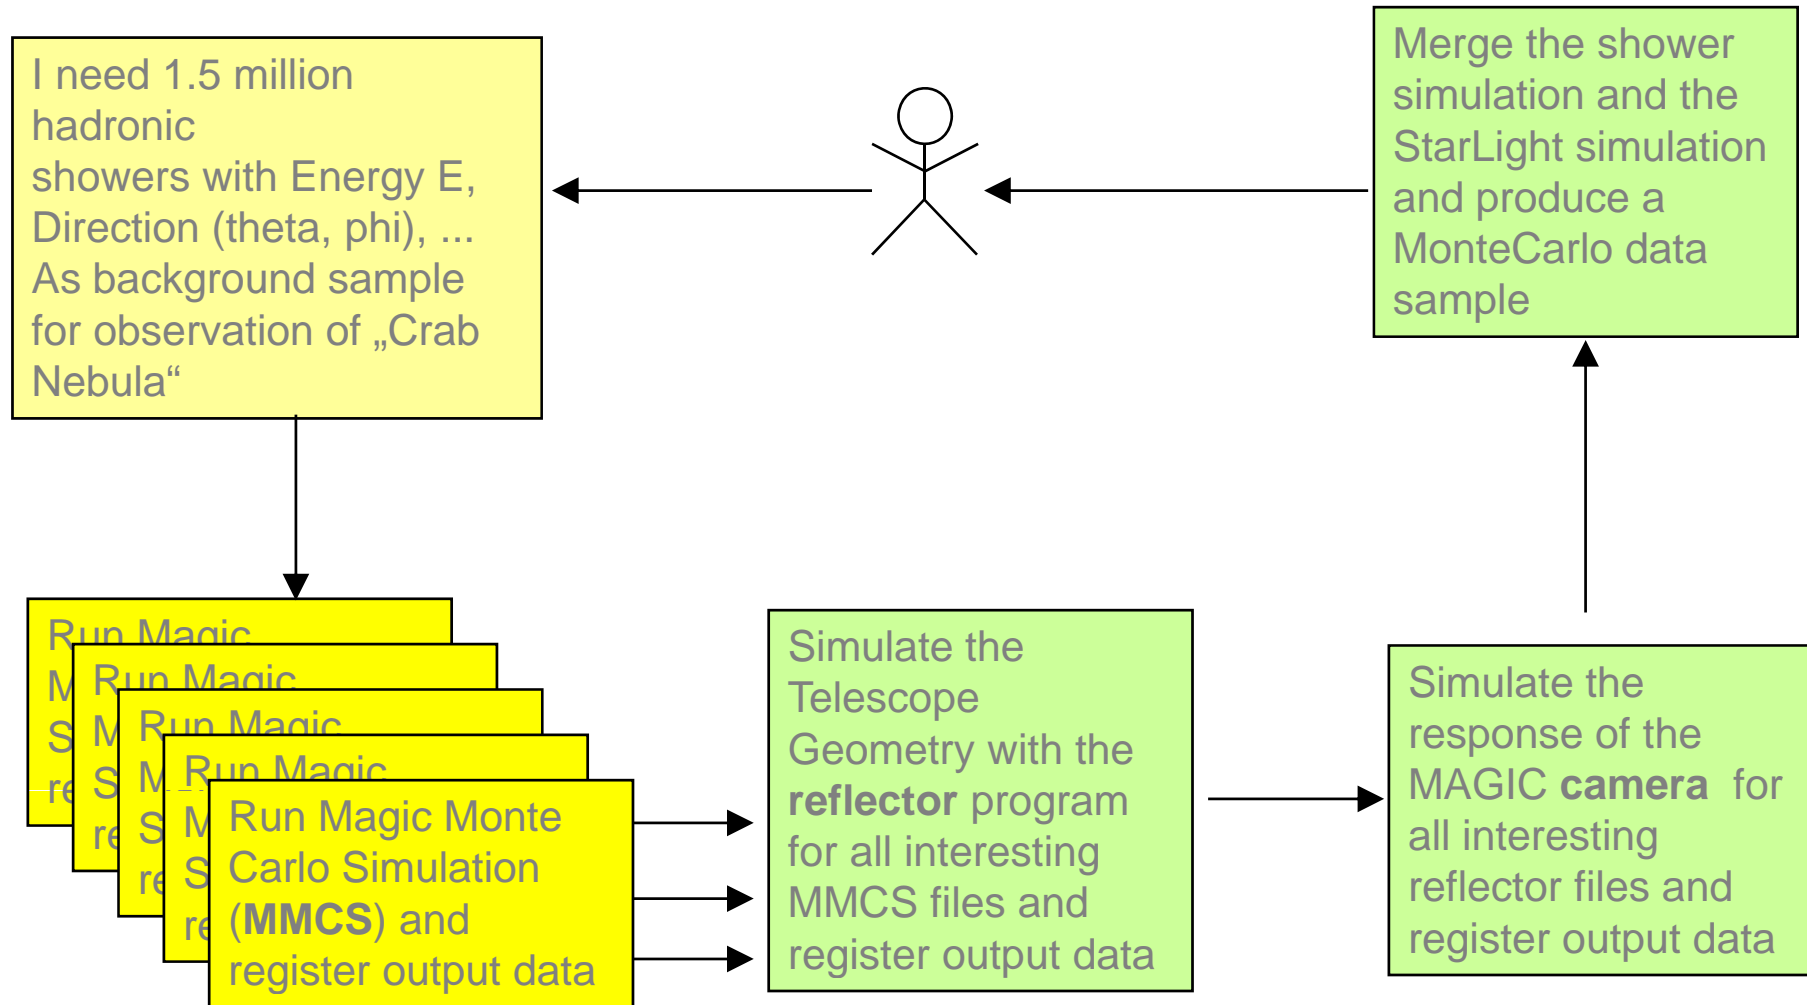 I need 1.5 million
hadronic
showers with Energy E,
Direction (theta, phi), ...
As background sample
for observation of „Crab
Nebula“
Merge the shower
simulation and the
StarLight simulation
and produce a
MonteCarlo data
sample
Run Magic
M
S
re
Run Magic
M
S
re
Run Magic
M
S
re
Run Magic
M
S
re
Run Magic Monte
Carlo Simulation
(MMCS) and
register output data
Simulate the
Telescope
Geometry with the
reflector program
for all interesting
MMCS files and
register output data
Simulate the
response of the
MAGIC camera for
all interesting
reflector files and
register output data